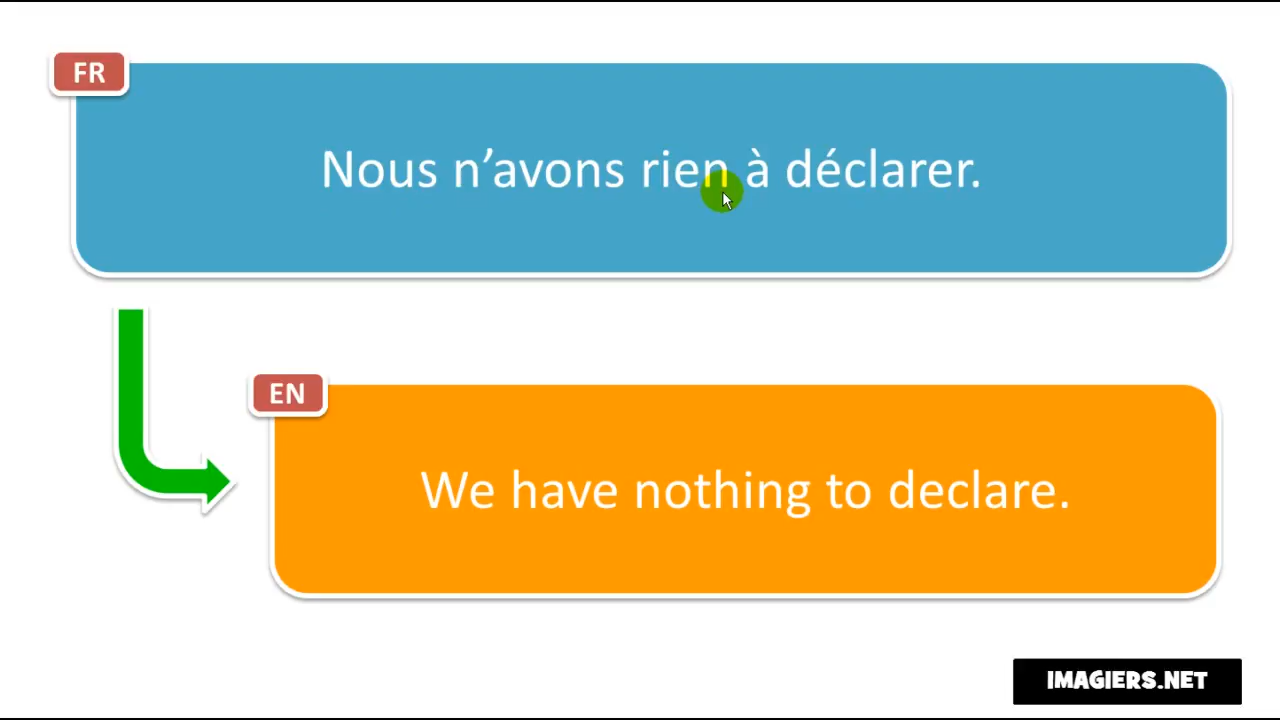 FR
Nous n’avons rien à déclarer.
EN
We have nothing to declare.
IMAGIERS.NET